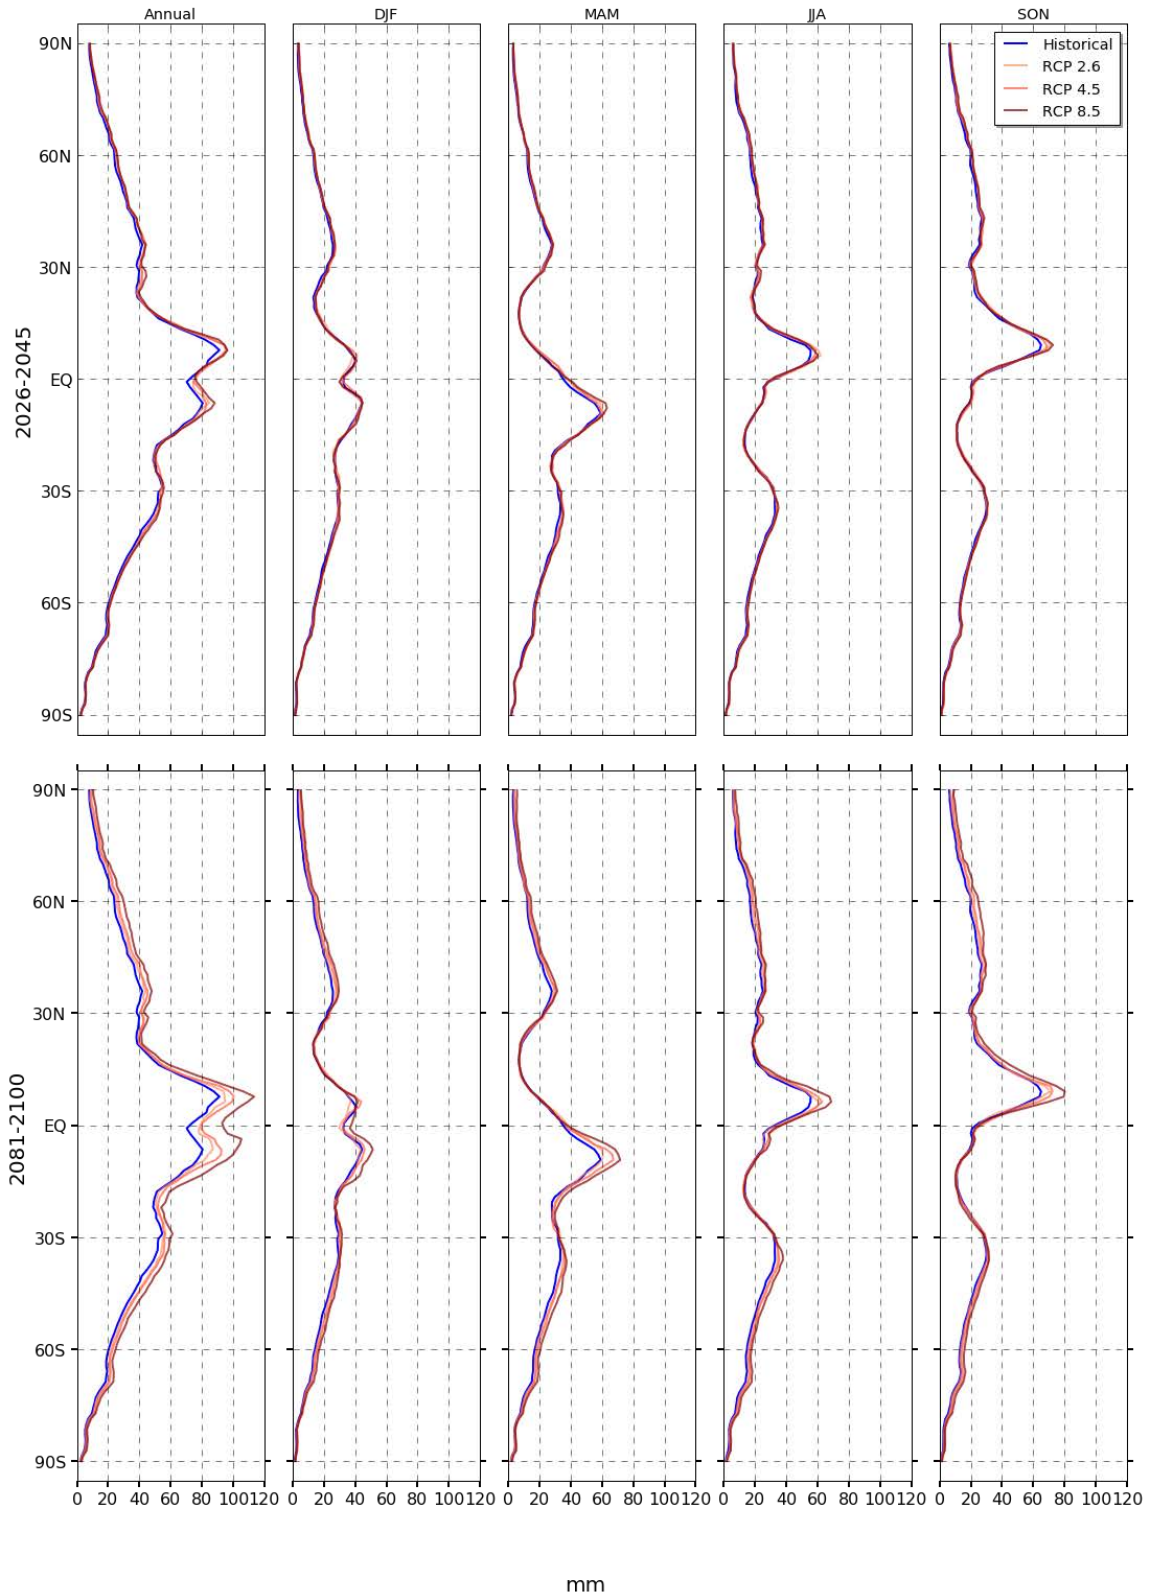 Annual DJF MAM JJA SON
Historical
RCP 2.6
RCP 4.5
RCP 8.5
90N
60N
30N
EQ
30S
60S
90S
2026-2045
90N
60N
30N
EQ
30S
60S
90S
2081-2100
0 20 40 60 80 100 120 0 20 40 60 80 100 120 0 20 40 60 80 100 120 0 20 40 60 80 100 120 0 20 40 60 80 100 120
mm